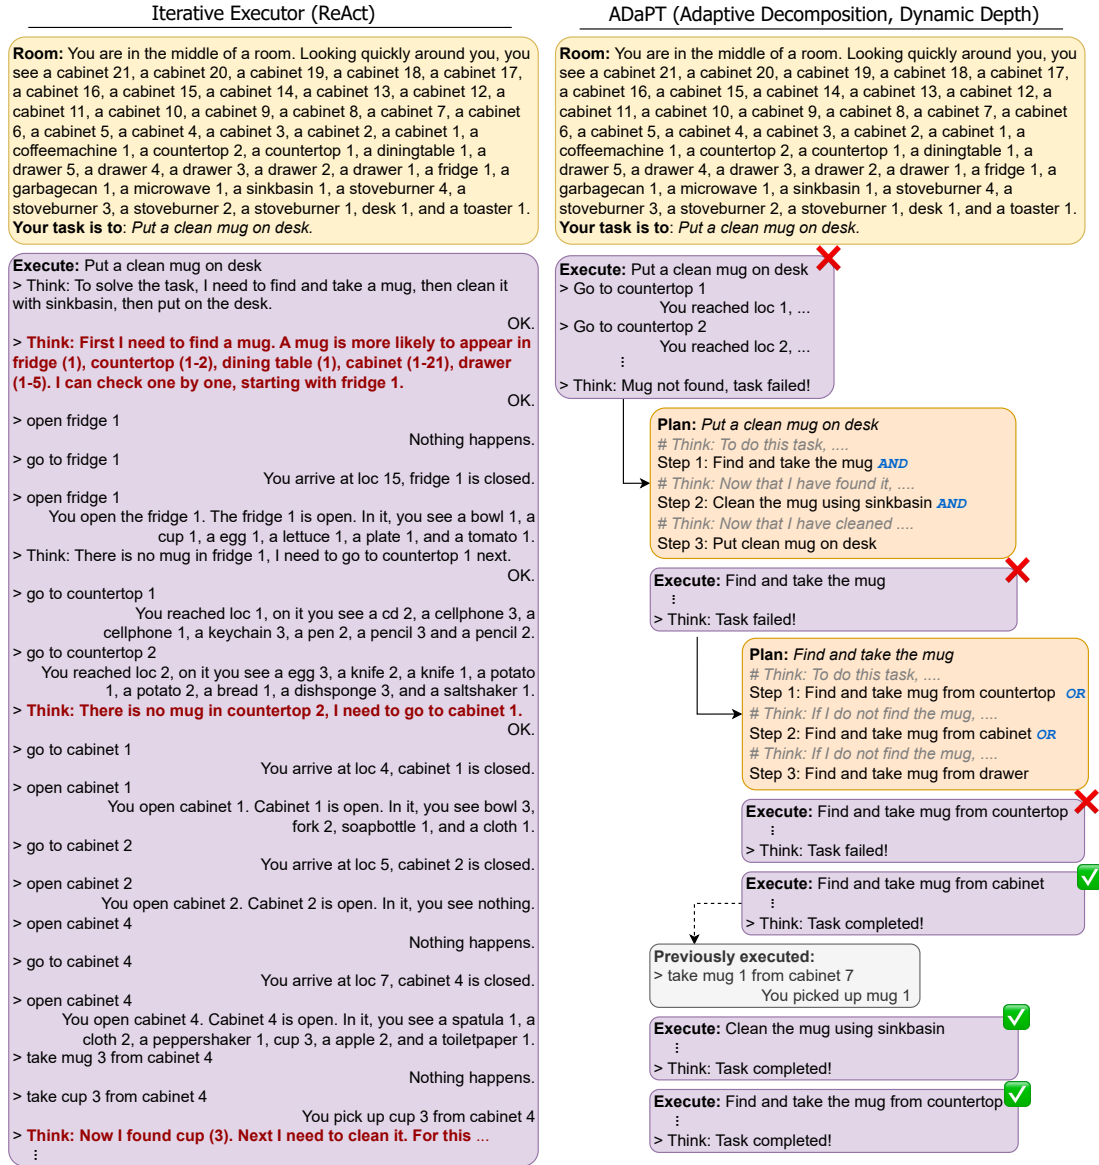 Iterative Executor (ReAct)
Room: You are in the middle of a room. Looking quickly around you, you
see a cabinet 21, a cabinet 20, a cabinet 19, a cabinet 18, a cabinet 17,
a cabinet 16, a cabinet 15, a cabinet 14, a cabinet 13, a cabinet 12, a
cabinet 11, a cabinet 10, a cabinet 9, a cabinet 8, a cabinet 7, a cabinet
6, a cabinet 5, a cabinet 4, a cabinet 3, a cabinet 2, a cabinet 1, a
coffeemachine 1, a countertop 2, a countertop 1, a diningtable 1, a
drawer 5, a drawer 4, a drawer 3, a drawer 2, a drawer 1, a fridge 1, a
garbagecan 1, a microwave 1, a sinkbasin 1, a stoveburner 4, a
stoveburner 3, a stoveburner 2, a stoveburner 1, desk 1, and a toaster 1.
Your task is to: Put a clean mug on desk.
Execute: Put a clean mug on desk
> Think: To solve the task, I need to find and take a mug, then clean it
with sinkbasin, then put on the desk.
OK.
> Think: First I need to find a mug. A mug is more likely to appear in
fridge (1), countertop (1-2), dining table (1), cabinet (1-21), drawer
(1-5). I can check one by one, starting with fridge 1.
OK.
> open fridge 1
Nothing happens.
> go to fridge 1
You arrive at loc 15, fridge 1 is closed.
> open fridge 1
You open the fridge 1. The fridge 1 is open. In it, you see a bowl 1, a
cup 1, a egg 1, a lettuce 1, a plate 1, and a tomato 1.
> Think: There is no mug in fridge 1, I need to go to countertop 1 next.
OK.
> go to countertop 1
You reached loc 1, on it you see a cd 2, a cellphone 3, a
cellphone 1, a keychain 3, a pen 2, a pencil 3 and a pencil 2.
> go to countertop 2
You reached loc 2, on it you see a egg 3, a knife 2, a knife 1, a potato
1, a potato 2, a bread 1, a dishsponge 3, and a saltshaker 1.
> Think: There is no mug in countertop 2, I need to go to cabinet 1.
OK.
> go to cabinet 1
You arrive at loc 4, cabinet 1 is closed.
> open cabinet 1
You open cabinet 1. Cabinet 1 is open. In it, you see bowl 3,
fork 2, soapbottle 1, and a cloth 1.
> go to cabinet 2
You arrive at loc 5, cabinet 2 is closed.
> open cabinet 2
You open cabinet 2. Cabinet 2 is open. In it, you see nothing.
> open cabinet 4
Nothing happens.
> go to cabinet 4
You arrive at loc 7, cabinet 4 is closed.
> open cabinet 4
You open cabinet 4. Cabinet 4 is open. In it, you see a spatula 1, a
cloth 2, a peppershaker 1, cup 3, a apple 2, and a toiletpaper 1.
> take mug 3 from cabinet 4
Nothing happens.
> take cup 3 from cabinet 4
You pick up cup 3 from cabinet 4
> Think: Now I found cup (3). Next I need to clean it. For this ...
⋮
ADaPT (Adaptive Decomposition, Dynamic Depth)
Room: You are in the middle of a room. Looking quickly around you, you
see a cabinet 21, a cabinet 20, a cabinet 19, a cabinet 18, a cabinet 17,
a cabinet 16, a cabinet 15, a cabinet 14, a cabinet 13, a cabinet 12, a
cabinet 11, a cabinet 10, a cabinet 9, a cabinet 8, a cabinet 7, a cabinet
6, a cabinet 5, a cabinet 4, a cabinet 3, a cabinet 2, a cabinet 1, a
coffeemachine 1, a countertop 2, a countertop 1, a diningtable 1, a
drawer 5, a drawer 4, a drawer 3, a drawer 2, a drawer 1, a fridge 1, a
garbagecan 1, a microwave 1, a sinkbasin 1, a stoveburner 4, a
stoveburner 3, a stoveburner 2, a stoveburner 1, desk 1, and a toaster 1.
Your task is to: Put a clean mug on desk.
Execute: Put a clean mug on desk
> Go to countertop 1
You reached loc 1, ...
> Go to countertop 2
You reached loc 2, ...
⋮
> Think: Mug not found, task failed!
Plan: Put a clean mug on desk
# Think: To do this task, ....
Step 1: Find and take the mug AND
# Think: Now that I have found it, ....
Step 2: Clean the mug using sinkbasin AND
# Think: Now that I have cleaned ....
Step 3: Put clean mug on desk
Execute: Find and take the mug
⋮
> Think: Task failed!
Plan: Find and take the mug
# Think: To do this task, ....
Step 1: Find and take mug from countertop OR
# Think: If I do not find the mug, ....
Step 2: Find and take mug from cabinet OR
# Think: If I do not find the mug, ....
Step 3: Find and take mug from drawer
Execute: Find and take mug from countertop
⋮
> Think: Task failed!
Execute: Find and take mug from cabinet
⋮
> Think: Task completed!
Previously executed:
> take mug 1 from cabinet 7
You picked up mug 1
Execute: Clean the mug using sinkbasin
⋮
> Think: Task completed!
Execute: Find and take the mug from countertop
⋮
> Think: Task completed!